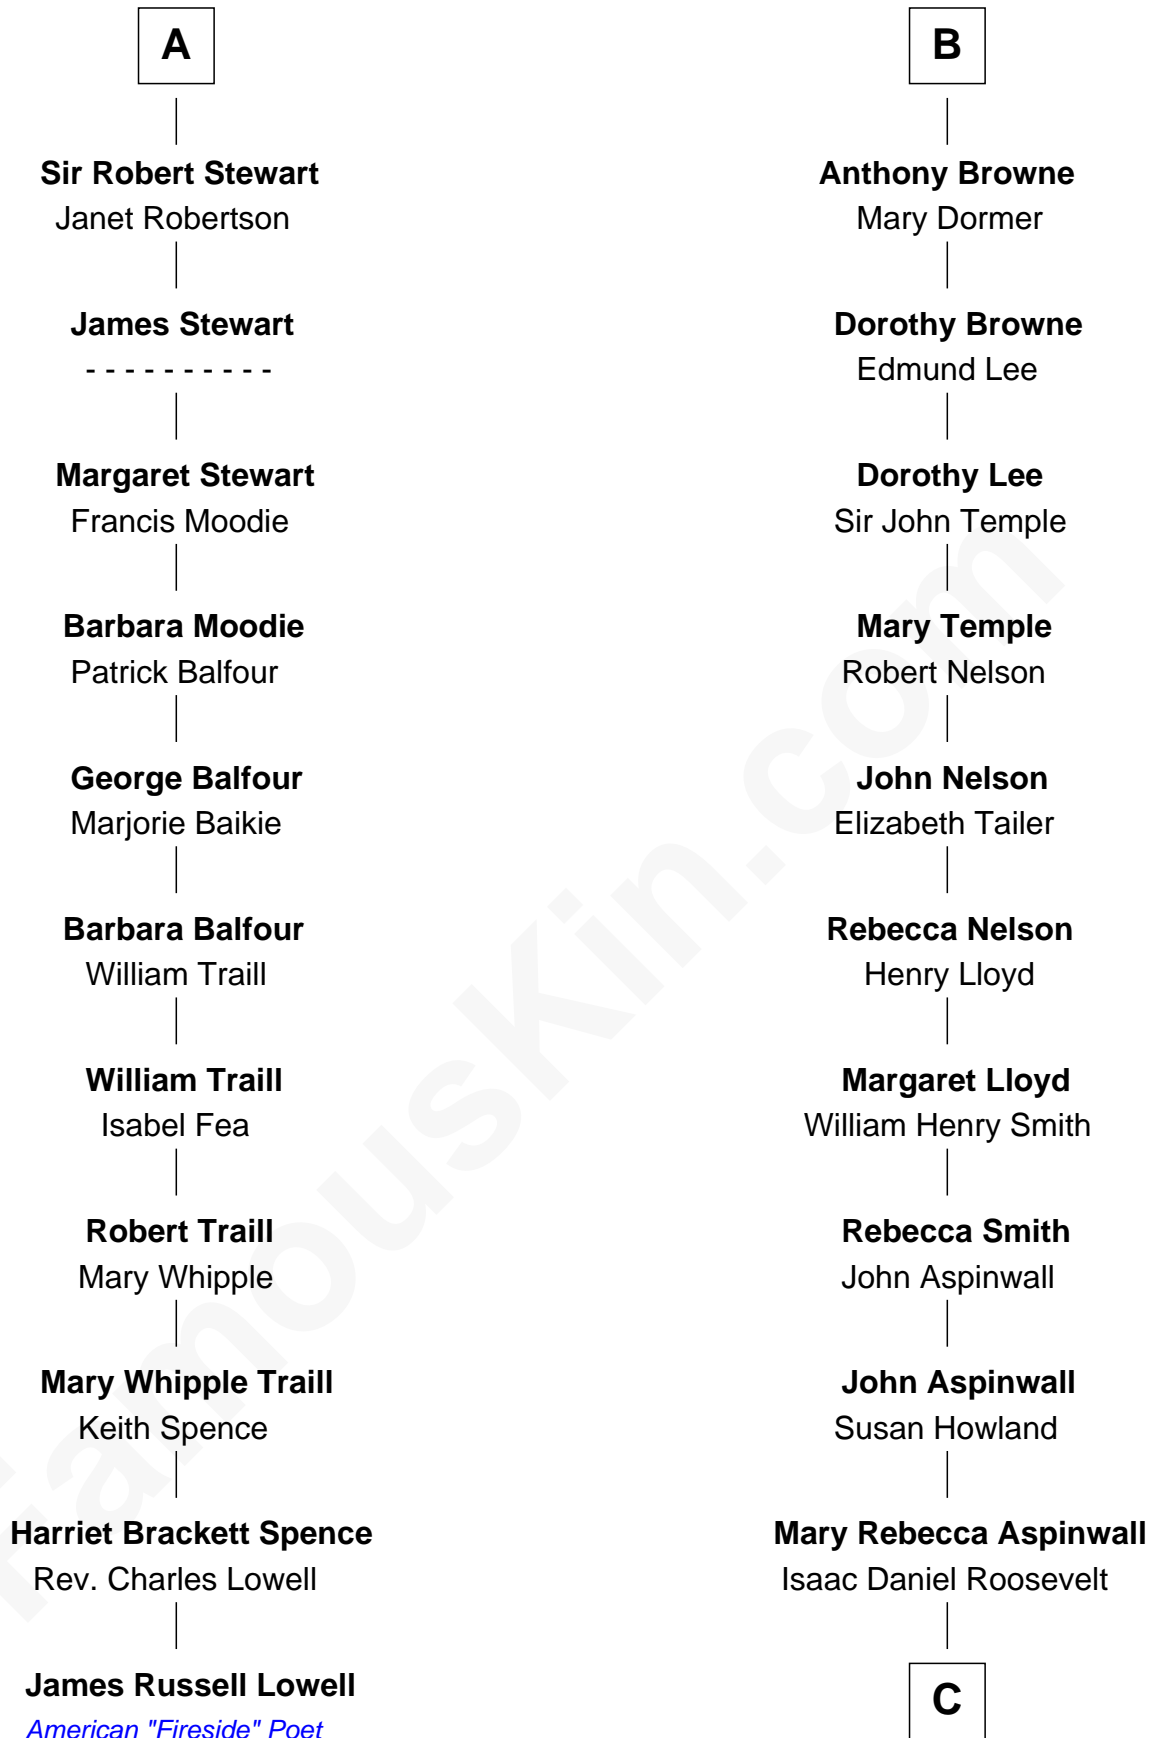 A
Sir Robert Stewart
Janet Robertson
James Stewart
- - - - - - - - - -
Margaret Stewart
Francis Moodie
Barbara Moodie
Patrick Balfour
George Balfour
Marjorie Baikie
Barbara Balfour
William Traill
William Traill
Isabel Fea
Robert Traill
Mary Whipple
Mary Whipple Traill
Keith Spence
Harriet Brackett Spence
Rev. Charles Lowell
James Russell Lowell
American "Fireside" Poet
B
Anthony Browne
Mary Dormer
Dorothy Browne
Edmund Lee
Dorothy Lee
Sir John Temple
Mary Temple
Robert Nelson
John Nelson
Elizabeth Tailer
Rebecca Nelson
Henry Lloyd
Margaret Lloyd
William Henry Smith
Rebecca Smith
John Aspinwall
John Aspinwall
Susan Howland
Mary Rebecca Aspinwall
Isaac Daniel Roosevelt
C
famouskin.com